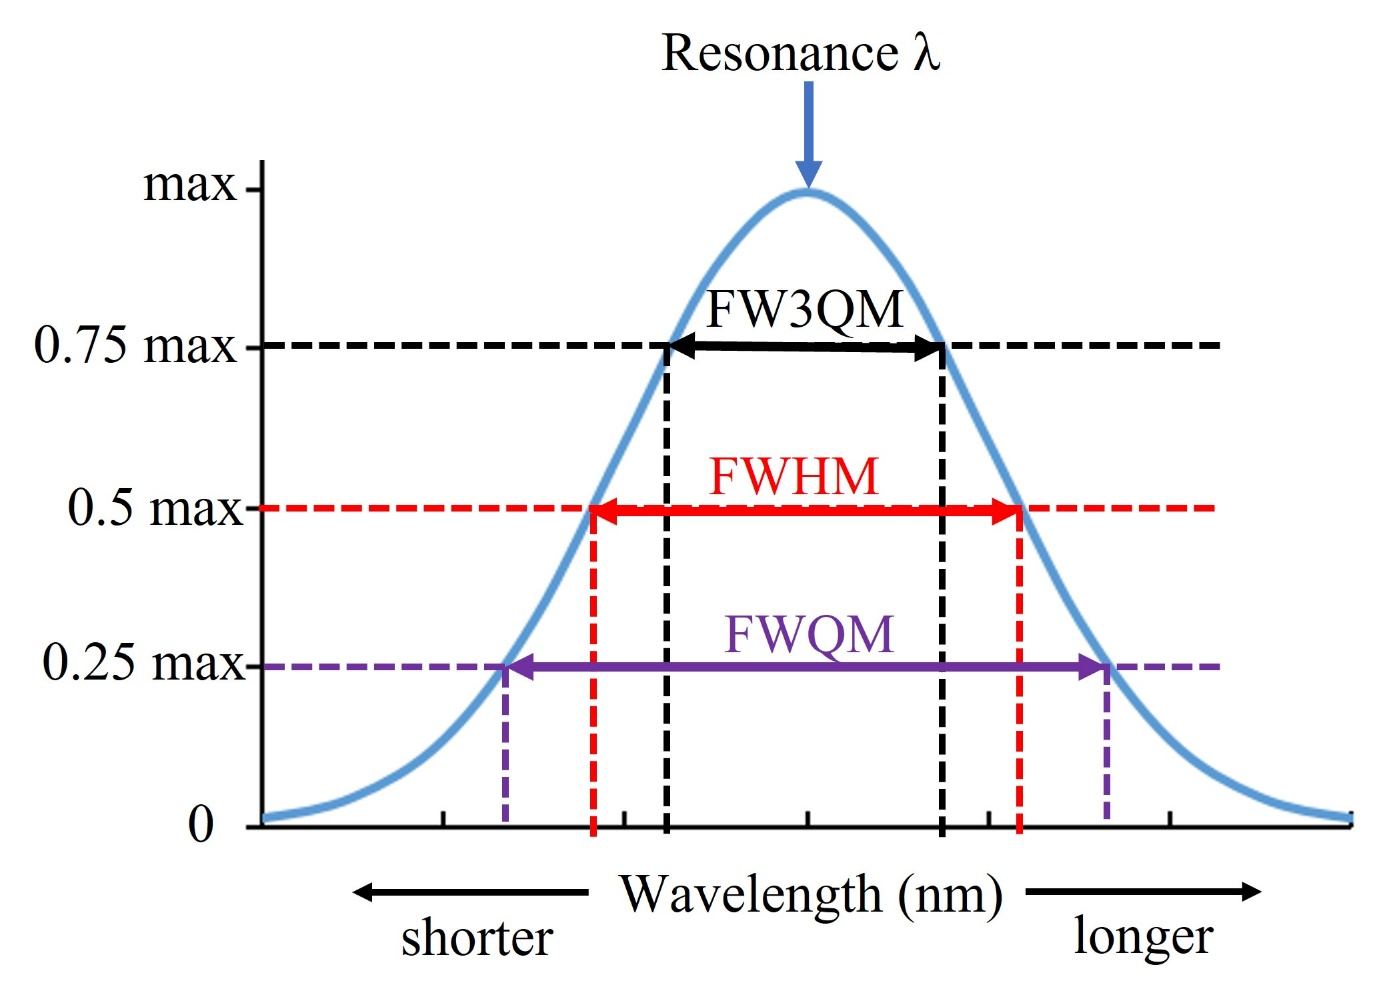 Resonance λ
max
FW3QM
0.75 max
FWHM
0.5 max
FWQM
0.25 max
0
Wavelength (nm)
shorter
longer